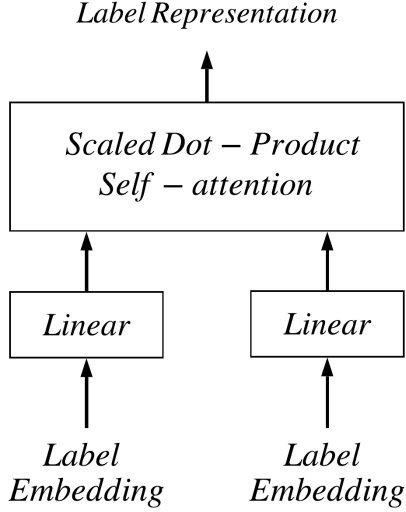 Label Representation
Scaled Dot – Product
Self – attention
Linear
Linear
Label
Embedding
Label
Embedding